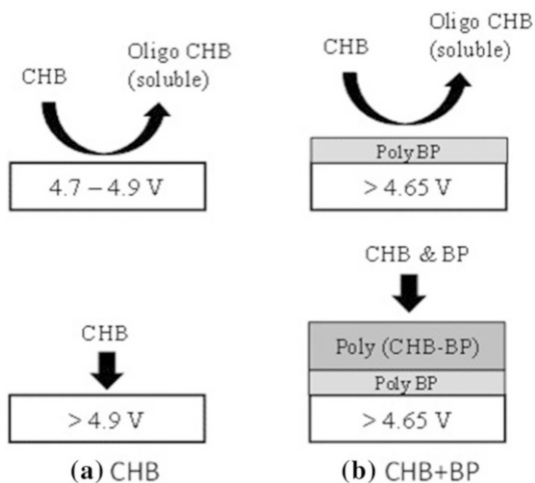 CHB
Oligo CHB
(soluble)
4.7 – 4.9 V
CHB
> 4.9 V
(a) CHB
CHB
Oligo CHB
(soluble)
Poly BP
> 4.65 V
CHB & BP
Poly (CHB-BP)
Poly BP
> 4.65 V
(b) CHB+BP